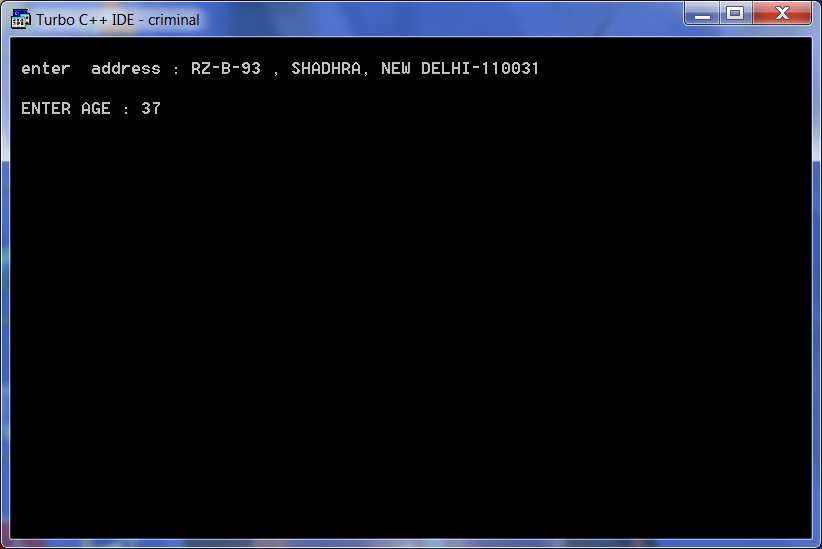 Turbo C++ IDE - criminal
enter  address : RZ-B-93 , SHADHRA, NEW DELHI-110031
ENTER AGE : 37